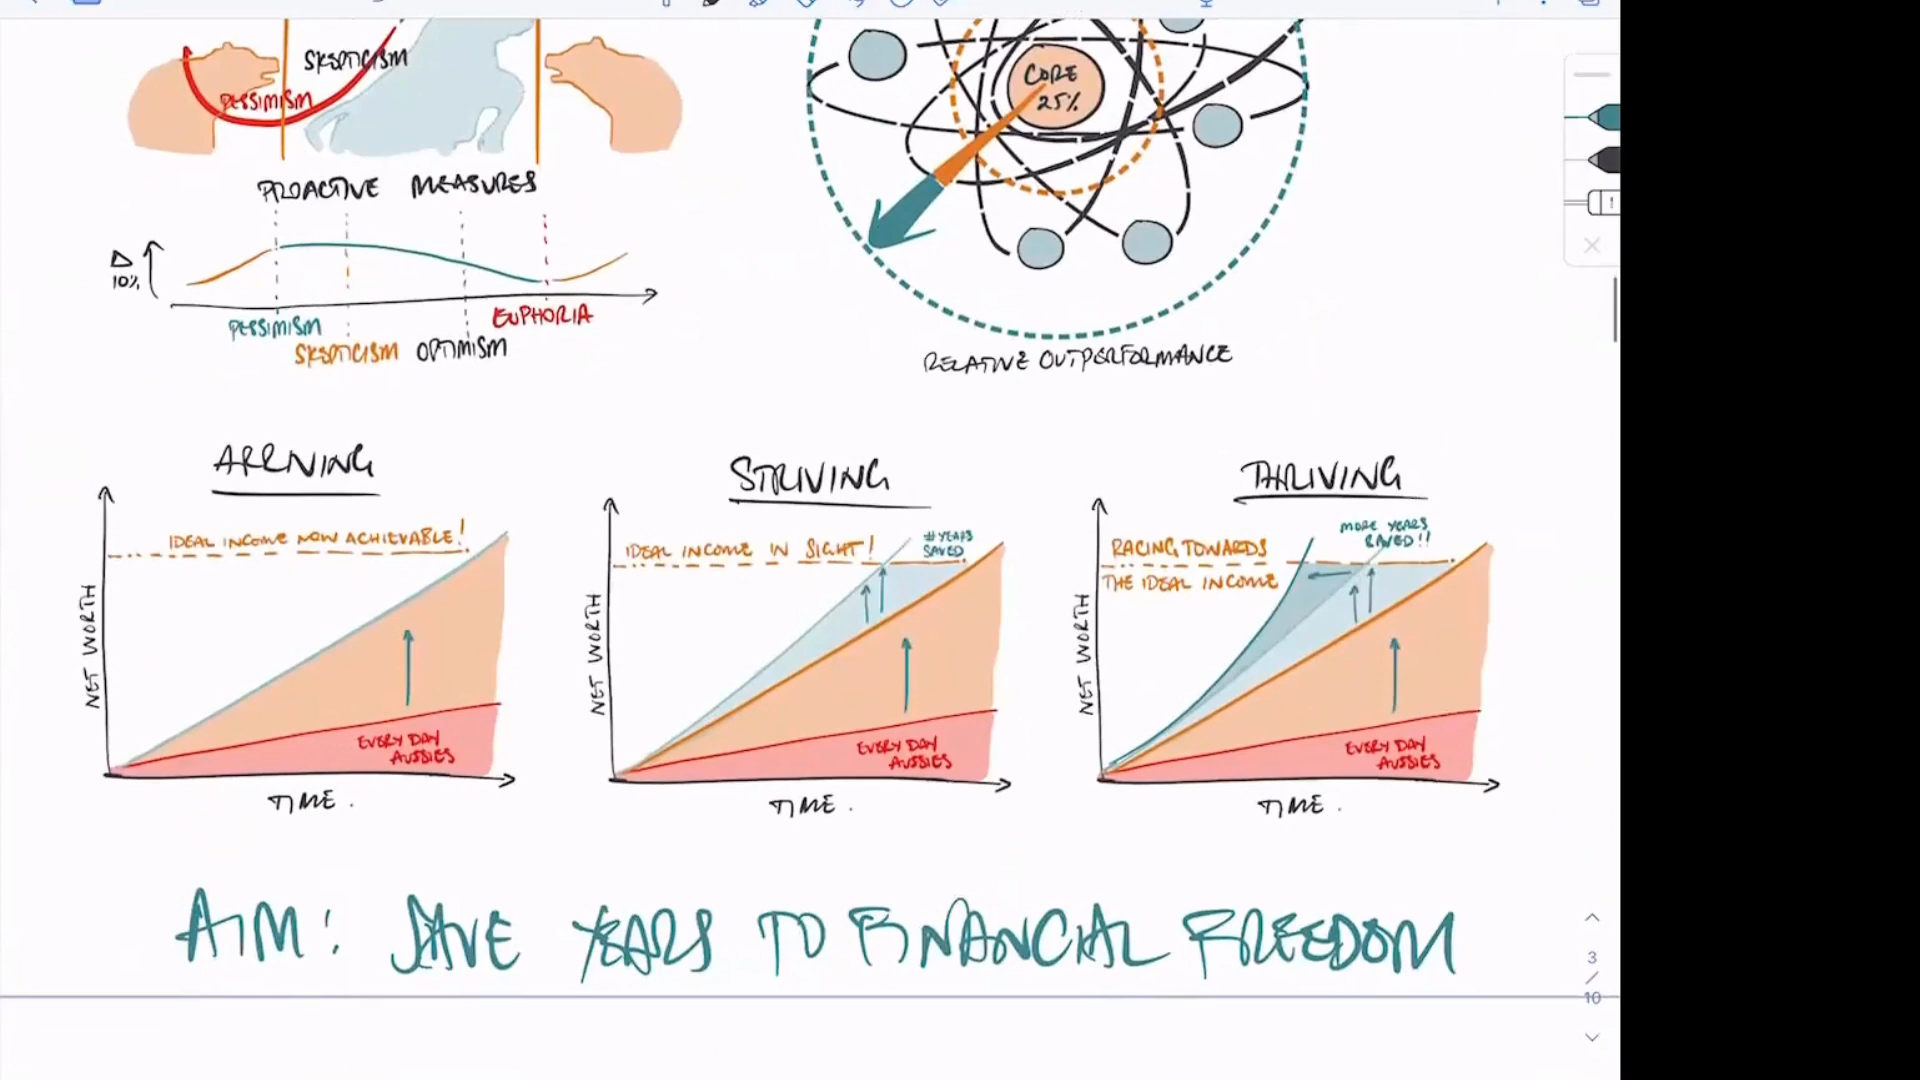 SKEPTICISM
PESSIMISM
PROACTIVE MEASURES
Δ
10%
PESSIMISM
SKEPTICISM
OPTIMISM
EUPHORIA
CORE
25%
RELATIVE OUTPERFORMANCE
ARRIVING
IDEAL INCOME NOW ACHIEVABLE!
NET WORTH
EVERY DAY
AUSSIES
TIME.
STRIVING
IDEAL INCOME IN SIGHT!
# YEARS
SAVED
NET WORTH
EVERY DAY
AUSSIES
TIME.
THRIVING
MORE YEARS
SAVED!!
RACING TOWARDS
THE IDEAL INCOME
NET WORTH
EVERY DAY
AUSSIES
TIME.
AIM: SAVE YEARS TO FINANCIAL FREEDOM
3
/
10